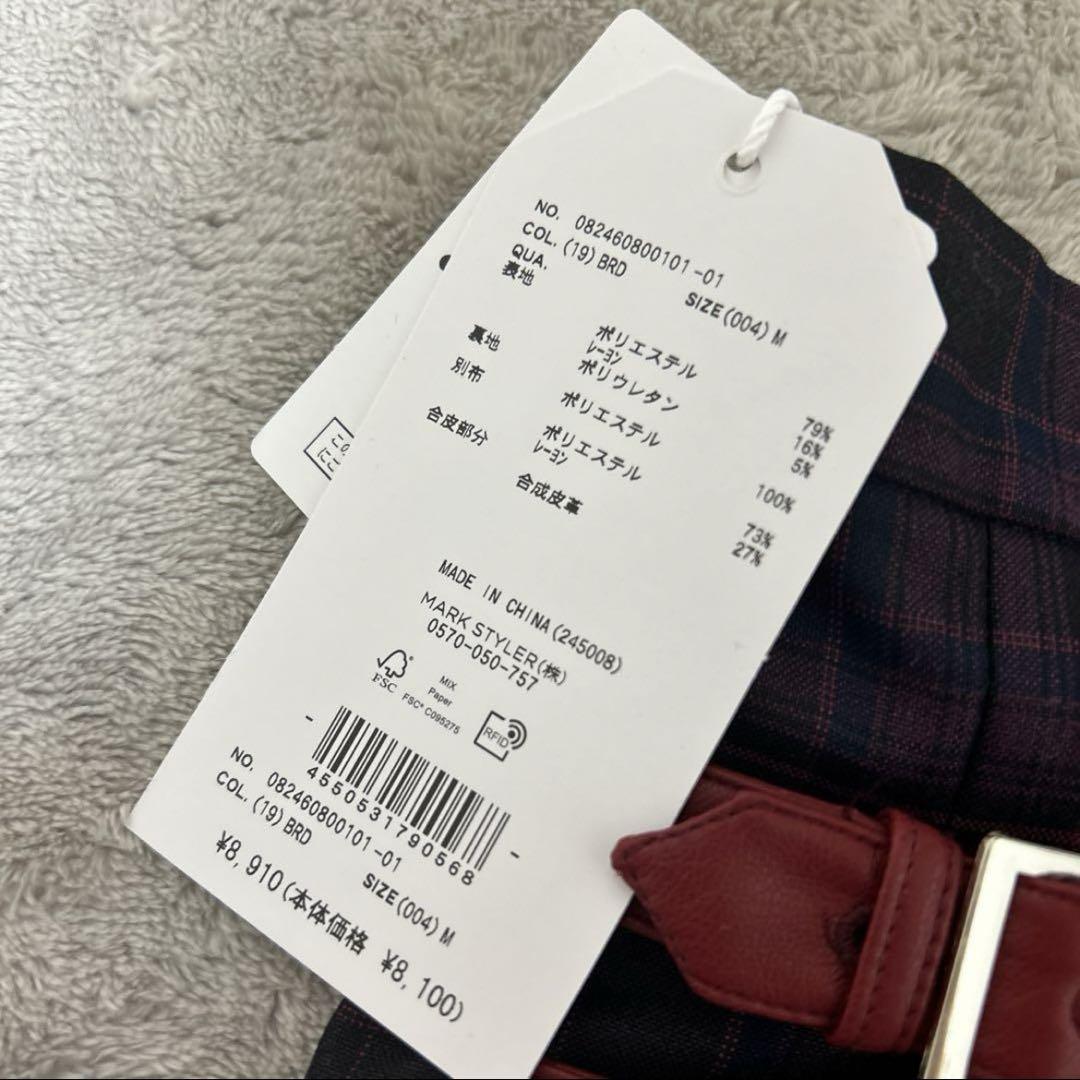 NO. 082460800101-01
COL. (19)BRD SIZE(004)M
QUA.
表地 ポリエステル 79%
レーヨン 16%
ポリウレタン 5%
裏地 ポリエステル 100%
別布 ポリエステル 73%
レーヨン 27%
合皮部分 合成皮革
MADE IN CHINA(245008)
MARK STYLER(株)
0570-050-757
FSC
MIX
Paper
FSC® C095275
RFID
4550531790568
NO. 082460800101-01
COL. (19)BRD SIZE(004)M
¥8,910(本体価格 ¥8,100)